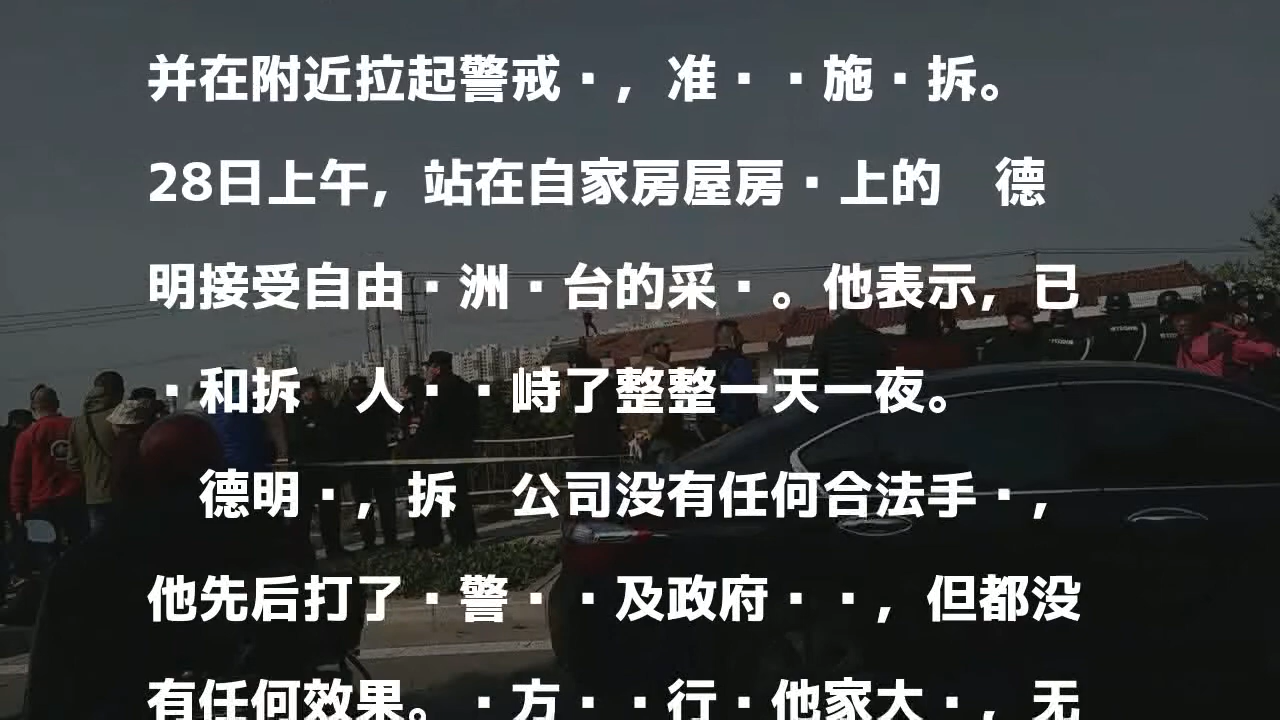 并在附近拉起警戒·，准··施·拆。
28日上午，站在自家房屋房·上的　德
明接受自由·洲·台的采·。他表示，已
·和拆　人··峙了整整一天一夜。
　德明·，拆　公司没有任何合法手·，
他先后打了·警··及政府··，但都没
有任何效果。·方··行·他家大·，无